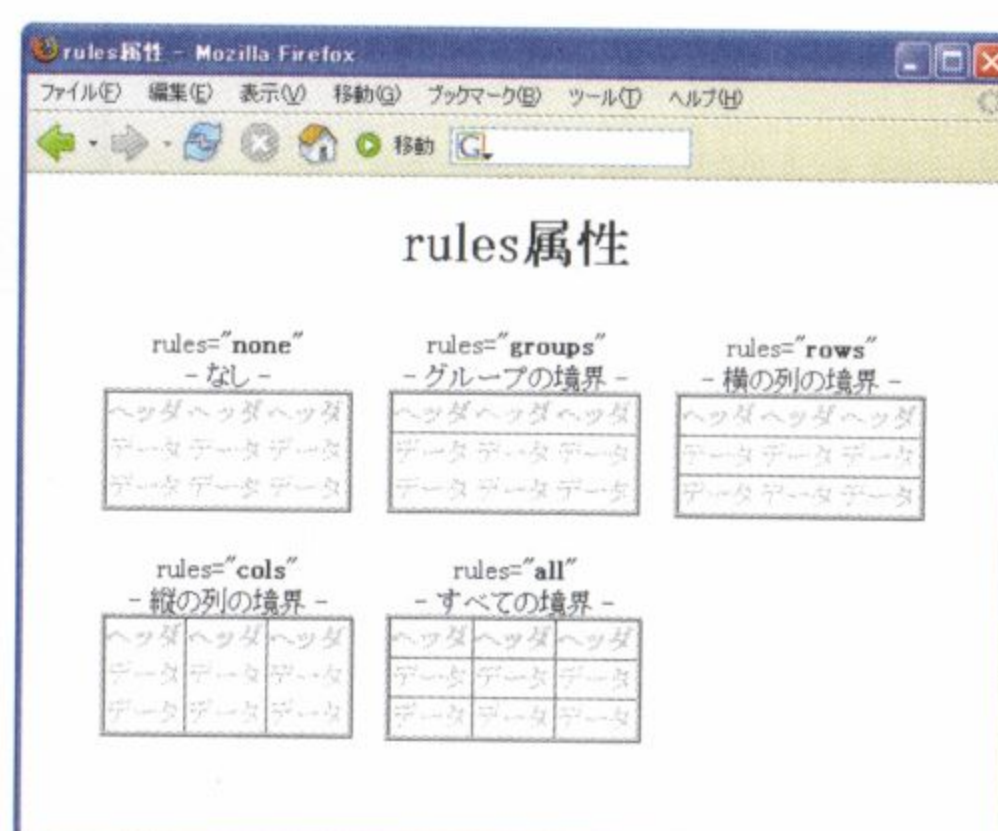 rules属性 - Mozilla Firefox
ファイル(F) 編集(E) 表示(V) 移動(G) ブックマーク(B) ツール(T) ヘルプ(H)
移動 G
rules属性
rules="none"
- なし -
ヘッダ ヘッダ ヘッダ
データ データ データ
データ データ データ
rules="groups"
- グループの境界 -
ヘッダ ヘッダ ヘッダ
データ データ データ
データ データ データ
rules="rows"
- 横の列の境界 -
ヘッダ ヘッダ ヘッダ
データ データ データ
データ データ データ
rules="cols"
- 縦の列の境界 -
ヘッダ ヘッダ ヘッダ
データ データ データ
データ データ データ
rules="all"
- すべての境界 -
ヘッダ ヘッダ ヘッダ
データ データ データ
データ データ データ